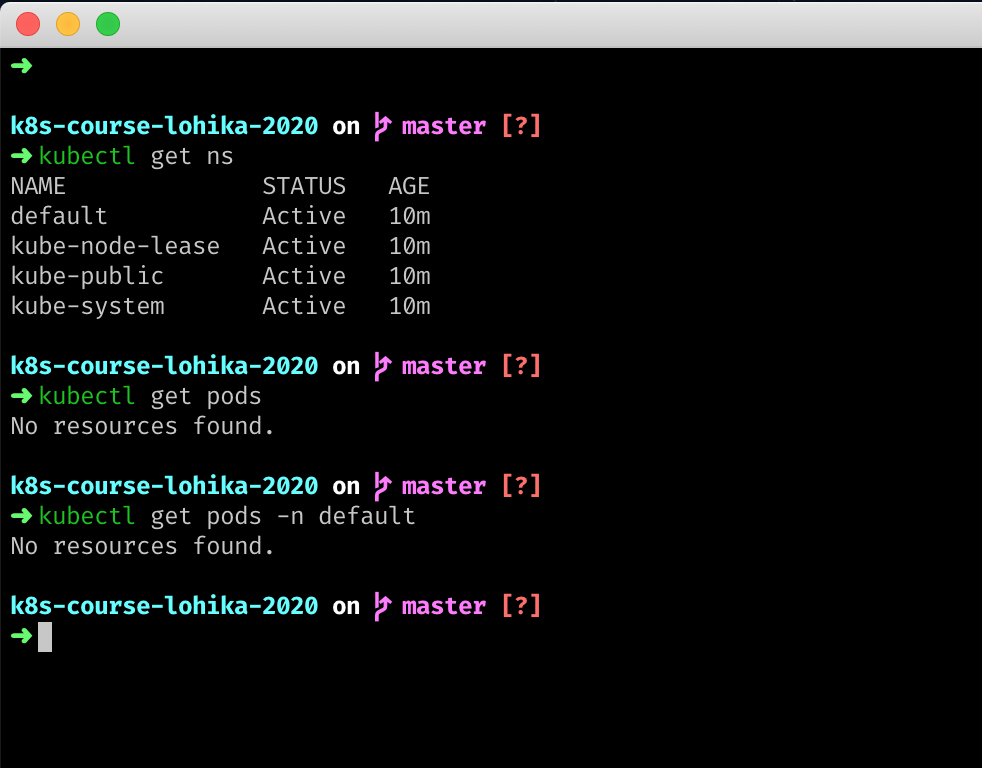 ➜
k8s-course-lohika-2020 on master [?]
➜ kubectl get ns
NAME              STATUS   AGE
default           Active   10m
kube-node-lease   Active   10m
kube-public       Active   10m
kube-system       Active   10m
k8s-course-lohika-2020 on master [?]
➜ kubectl get pods
No resources found.
k8s-course-lohika-2020 on master [?]
➜ kubectl get pods -n default
No resources found.
k8s-course-lohika-2020 on master [?]
➜